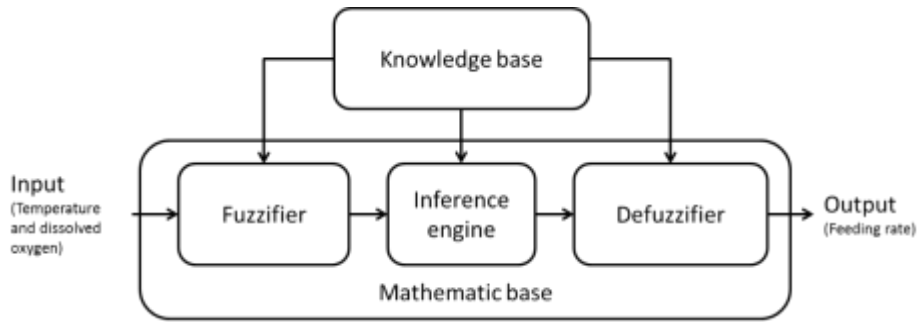 Knowledge base
Input
(Temperature
and dissolved
oxygen)
Fuzzifier
Inference
engine
Defuzzifier
Output
(Feeding rate)
Mathematic base